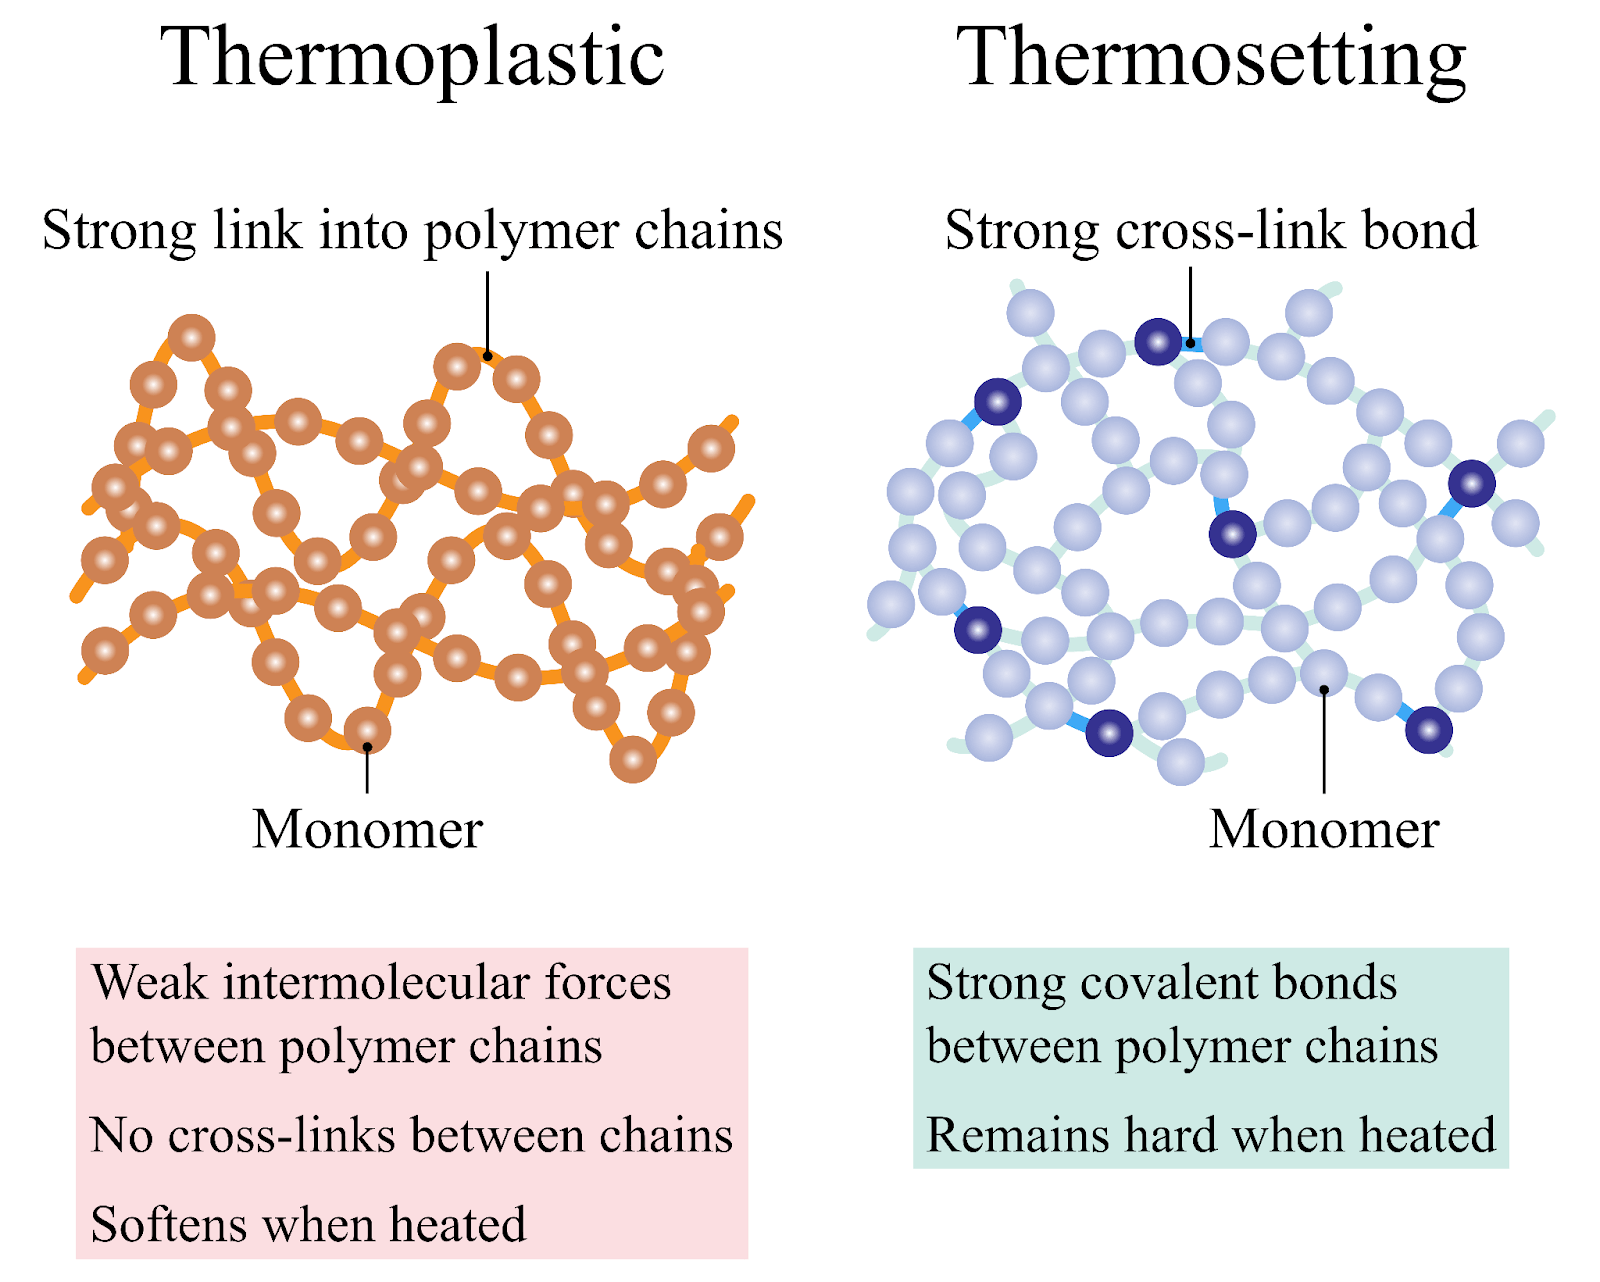 Thermoplastic
Thermosetting
Strong link into polymer chains
Strong cross-link bond
Monomer
Monomer
Weak intermolecular forces
between polymer chains
No cross-links between chains
Softens when heated
Strong covalent bonds
between polymer chains
Remains hard when heated